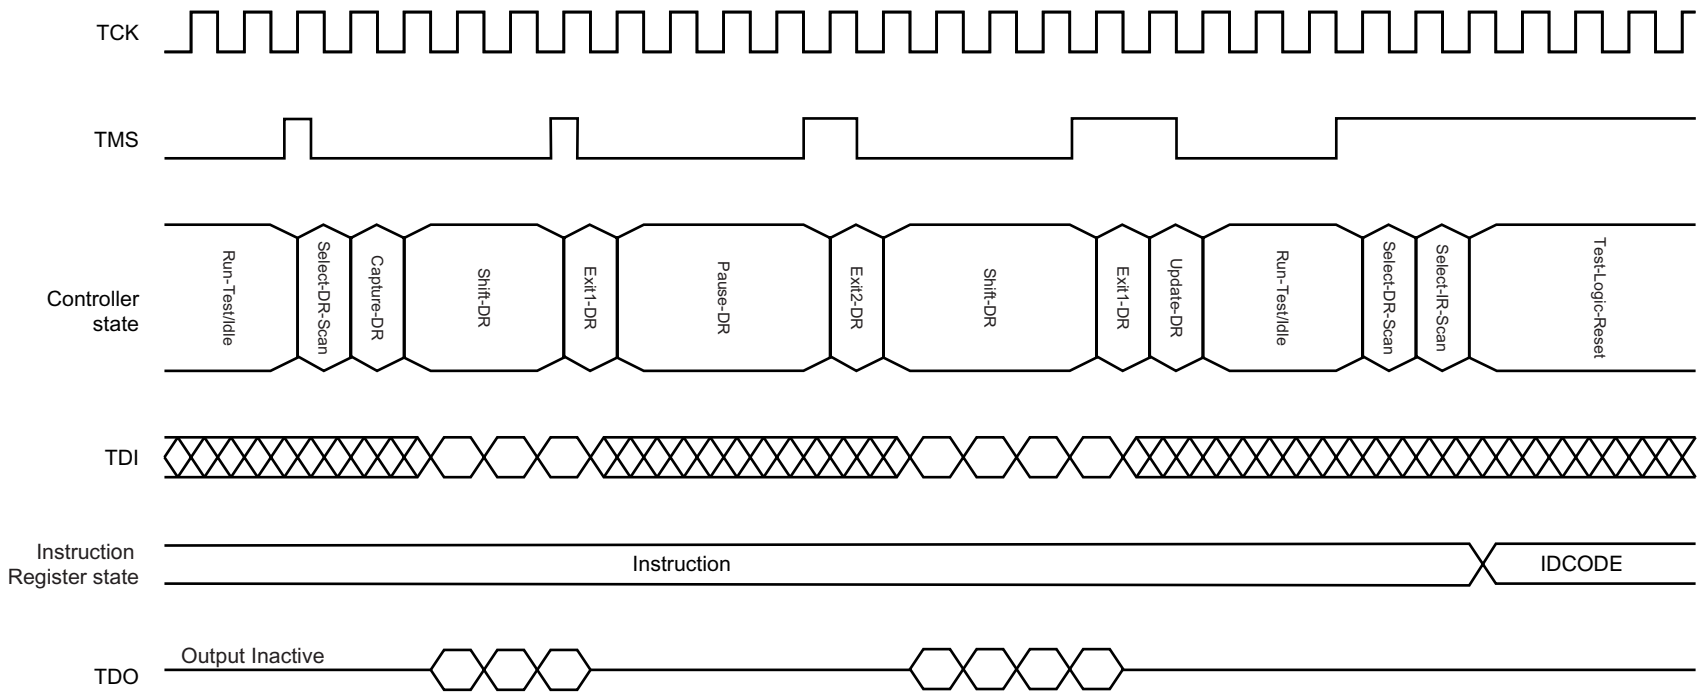 TCK
TMS
Controller
state
Run-Test/Idle
Select-DR-Scan
Capture-DR
Shift-DR
Exit1-DR
Pause-DR
Exit2-DR
Shift-DR
Exit1-DR
Update-DR
Run-Test/Idle
Select-DR-Scan
Select-IR-Scan
Test-Logic-Reset
TDI
Instruction
Register state
Instruction
IDCODE
TDO
Output Inactive